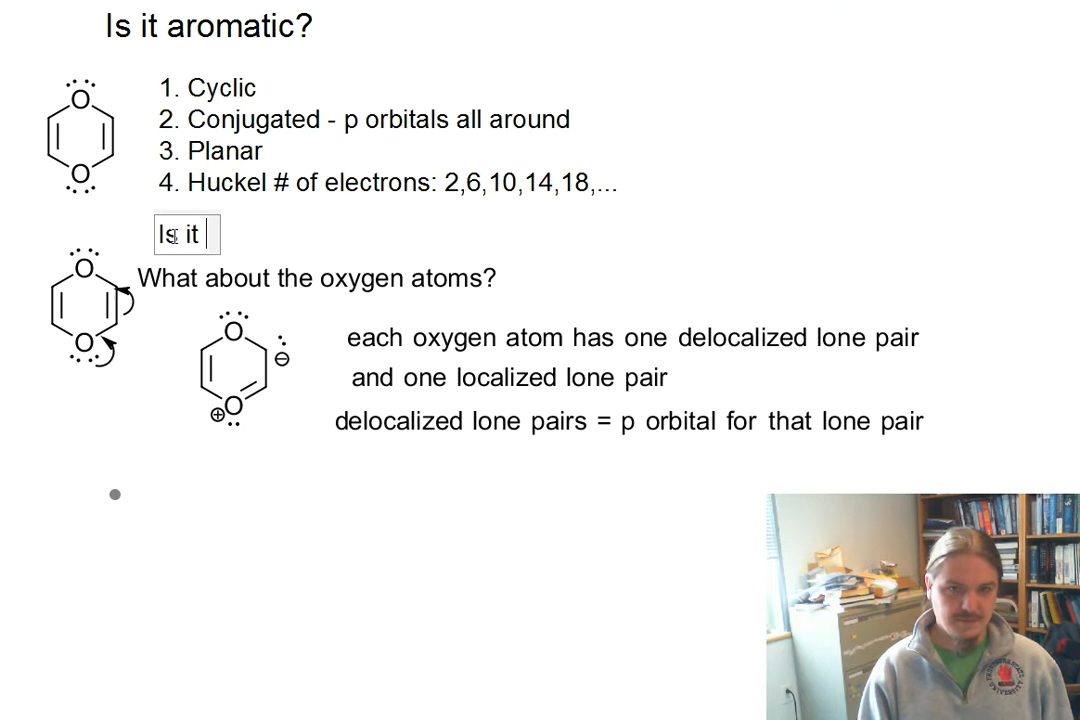 Is it aromatic?
1. Cyclic
2. Conjugated - p orbitals all around
3. Planar
4. Huckel # of electrons: 2,6,10,14,18,...
O
O
Is it
What about the oxygen atoms?
O
O
each oxygen atom has one delocalized lone pair
and one localized lone pair
delocalized lone pairs = p orbital for that lone pair
O
⊖
⊕O